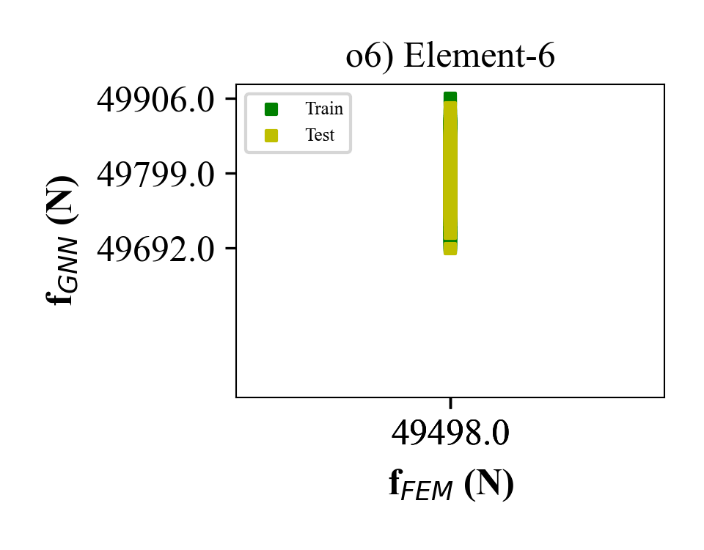 o6) Element-6
49906.0
49799.0
49692.0
Train
Test
f_GNN (N)
49498.0
f_FEM (N)